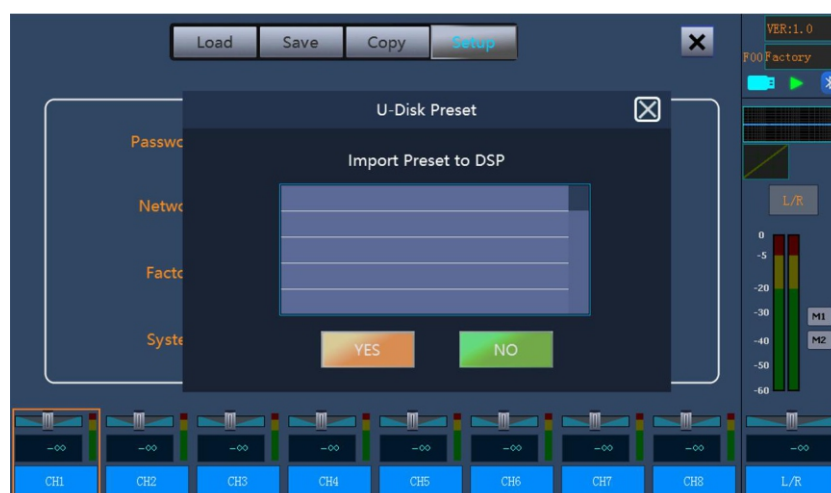 Load Save Copy Setup
VER:1.0
F00 Factory
U-Disk Preset
Passwo
Import Preset to DSP
Netwo
L/R
Facto
0
-5
-20
-30 M1
Syste
YES NO
-40 M2
-50
-60
-∞ -∞ -∞ -∞ -∞ -∞ -∞ -∞ -∞
CH1 CH2 CH3 CH4 CH5 CH6 CH7 CH8 L/R